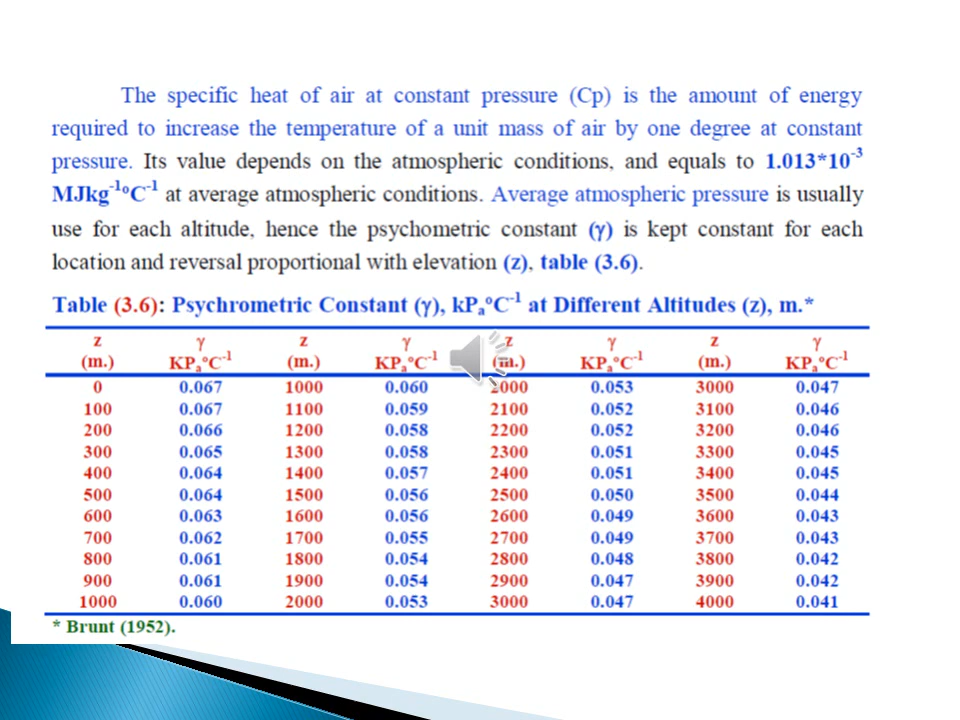 The specific heat of air at constant pressure (Cp) is the amount of energy
required to increase the temperature of a unit mass of air by one degree at constant
pressure. Its value depends on the atmospheric conditions, and equals to 1.013*10⁻³
MJkg⁻¹°C⁻¹ at average atmospheric conditions. Average atmospheric pressure is usually
use for each altitude, hence the psychometric constant (γ) is kept constant for each
location and reversal proportional with elevation (z), table (3.6).
Table (3.6): Psychrometric Constant (γ), kPₐ°C⁻¹ at Different Altitudes (z), m.*
z γ z γ z γ z γ
(m.) KPₐ°C⁻¹ (m.) KPₐ°C⁻¹ (m.) KPₐ°C⁻¹ (m.) KPₐ°C⁻¹
0 0.067 1000 0.060 2000 0.053 3000 0.047
100 0.067 1100 0.059 2100 0.052 3100 0.046
200 0.066 1200 0.058 2200 0.052 3200 0.046
300 0.065 1300 0.058 2300 0.051 3300 0.045
400 0.064 1400 0.057 2400 0.051 3400 0.045
500 0.064 1500 0.056 2500 0.050 3500 0.044
600 0.063 1600 0.056 2600 0.049 3600 0.043
700 0.062 1700 0.055 2700 0.049 3700 0.043
800 0.061 1800 0.054 2800 0.048 3800 0.042
900 0.061 1900 0.054 2900 0.047 3900 0.042
1000 0.060 2000 0.053 3000 0.047 4000 0.041
* Brunt (1952).